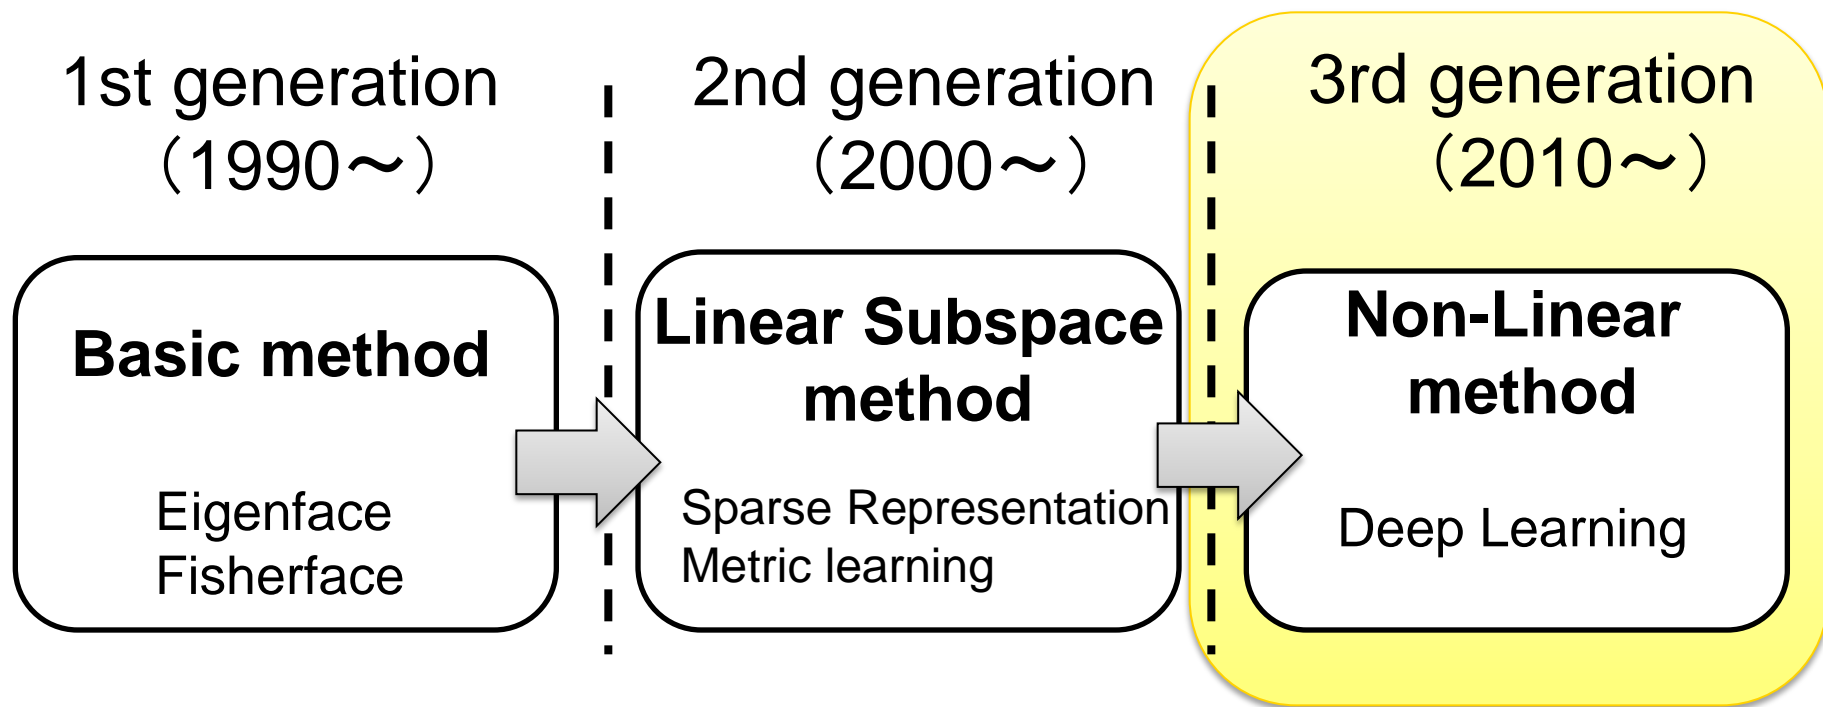 1st generation
（1990～）
Basic method
Eigenface
Fisherface
2nd generation
（2000～）
Linear Subspace
method
Sparse Representation
Metric learning
3rd generation
（2010～）
Non-Linear
method
Deep Learning